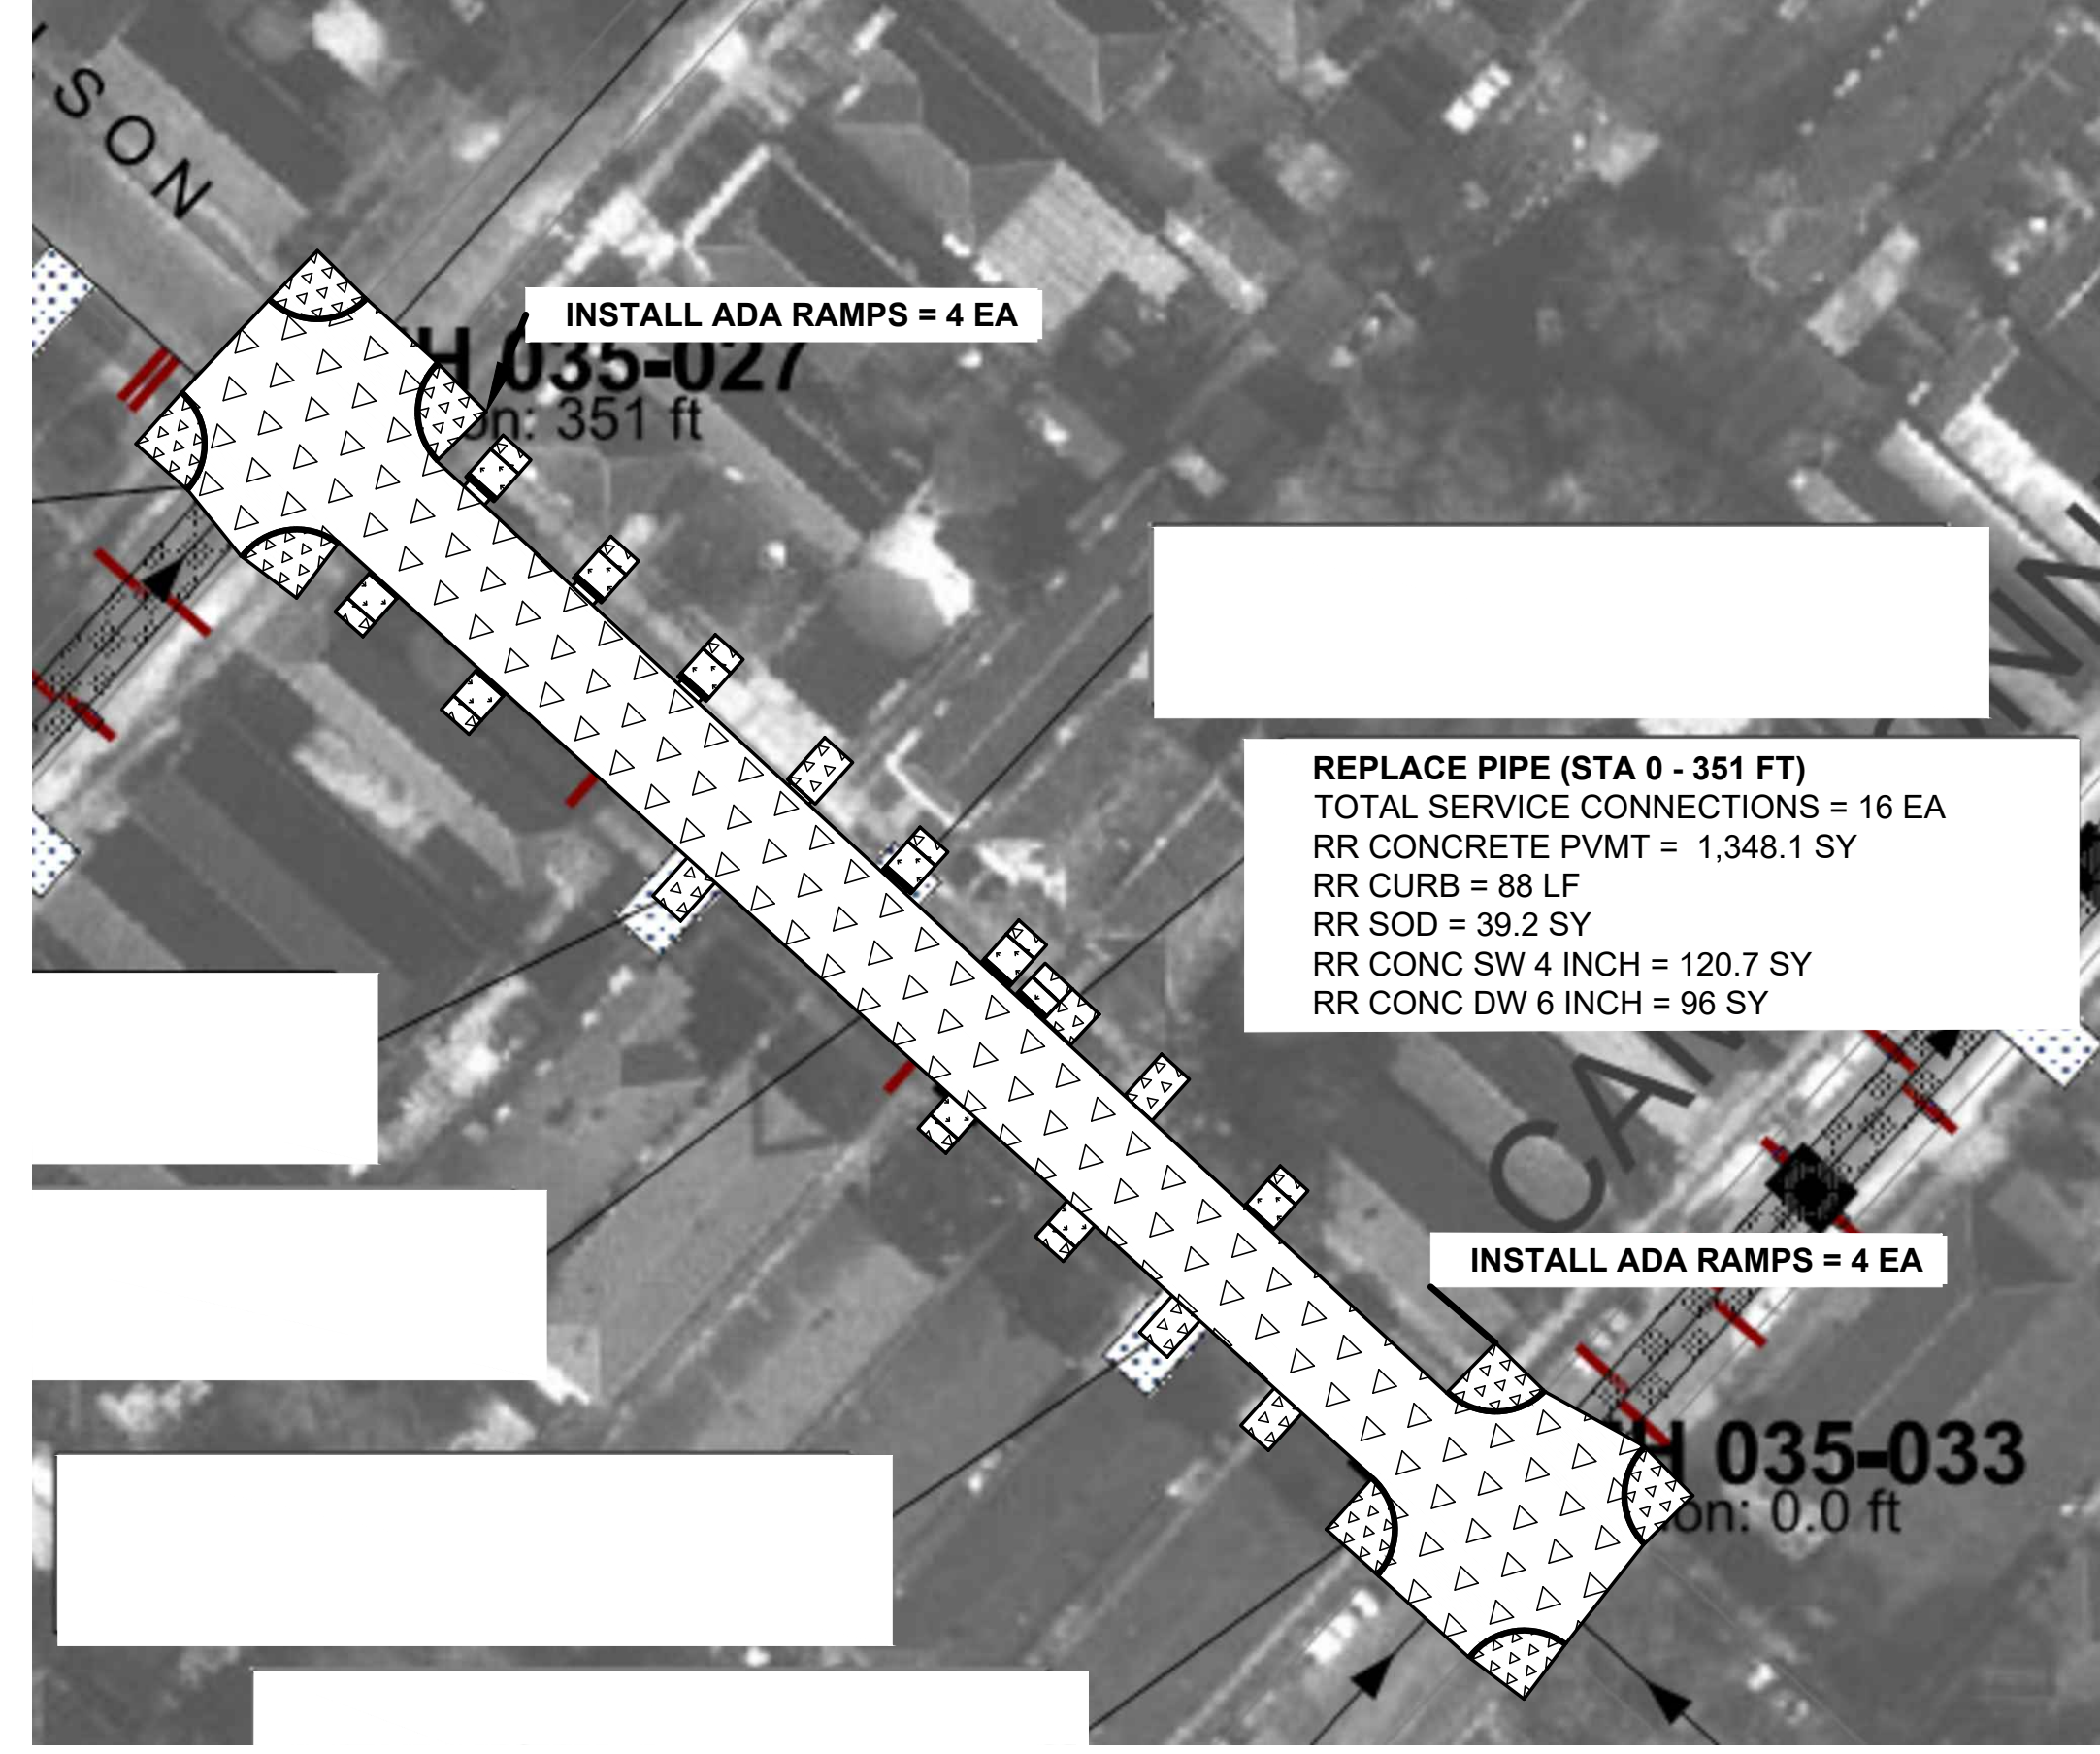 SON
INSTALL ADA RAMPS = 4 EA
H 035-027
on: 351 ft
REPLACE PIPE (STA 0 - 351 FT)
TOTAL SERVICE CONNECTIONS = 16 EA
RR CONCRETE PVMT = 1,348.1 SY
RR CURB = 88 LF
RR SOD = 39.2 SY
RR CONC SW 4 INCH = 120.7 SY
RR CONC DW 6 INCH = 96 SY
INSTALL ADA RAMPS = 4 EA
H 035-033
on: 0.0 ft